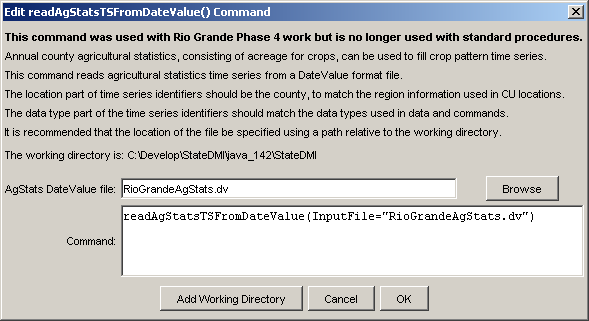 Edit readAgStatsTSFromDateValue() Command
This command was used with Rio Grande Phase 4 work but is no longer used with standard procedures.
Annual county agricultural statistics, consisting of acreage for crops, can be used to fill crop pattern time series.
This command reads agricultural statistics time series from a DateValue format file.
The location part of time series identifiers should be the county, to match the region information used in CU locations.
The data type part of the time series identifiers should match the data types used in data and commands.
It is recommended that the location of the file be specified using a path relative to the working directory.
The working directory is: C:\Develop\StateDMI\java_142\StateDMI
AgStats DateValue file: RioGrandeAgStats.dv Browse
readAgStatsTSFromDateValue(InputFile="RioGrandeAgStats.dv")
Command:
Add Working Directory Cancel OK